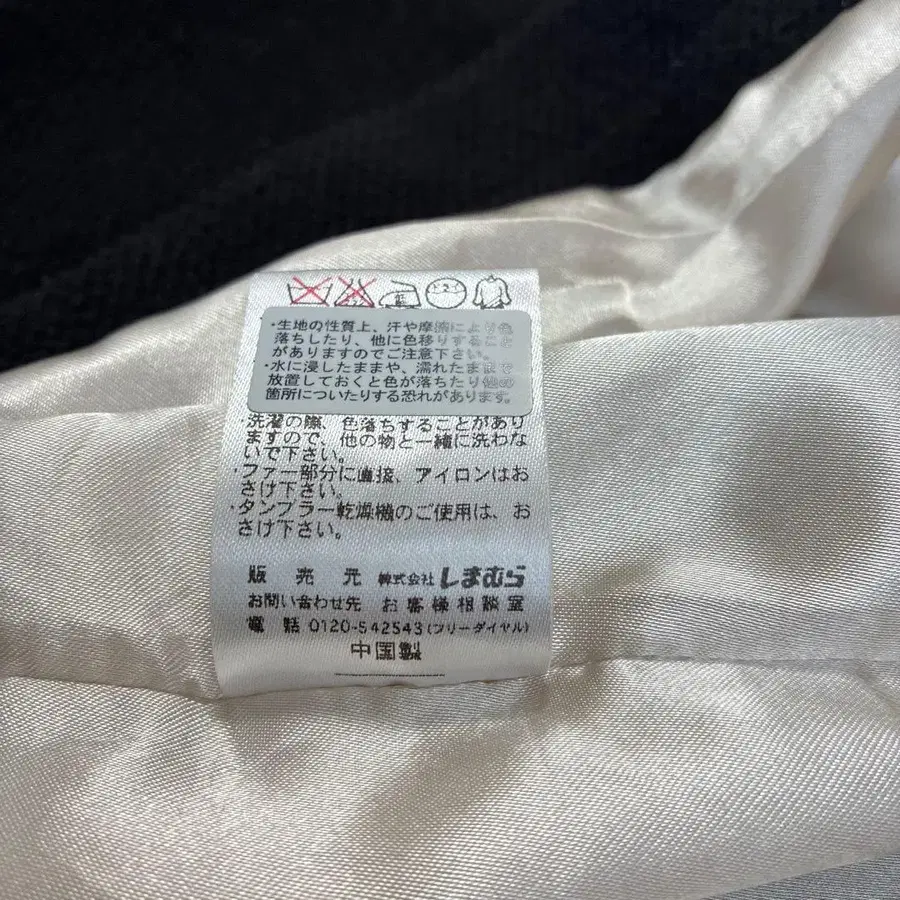 ・生地の性質上、汗や摩擦により色
落ちしたり、他に色移りすること
がありますのでご注意下さい。
・水に浸したままや、濡れたままで
放置しておくと色が落ちたり他の
箇所についたりする恐れがあります。
・洗濯の際、色落ちすることがあり
ますので、他の物と一緒に洗わな
いで下さい。
・ファー部分に直接、アイロンはお
さけ下さい。
・タンブラー乾燥機のご使用は、お
さけ下さい。
販売元 株式会社 しまむら
お問い合わせ先 お客様相談室
電話 0120-542543(フリーダイヤル)
中国製